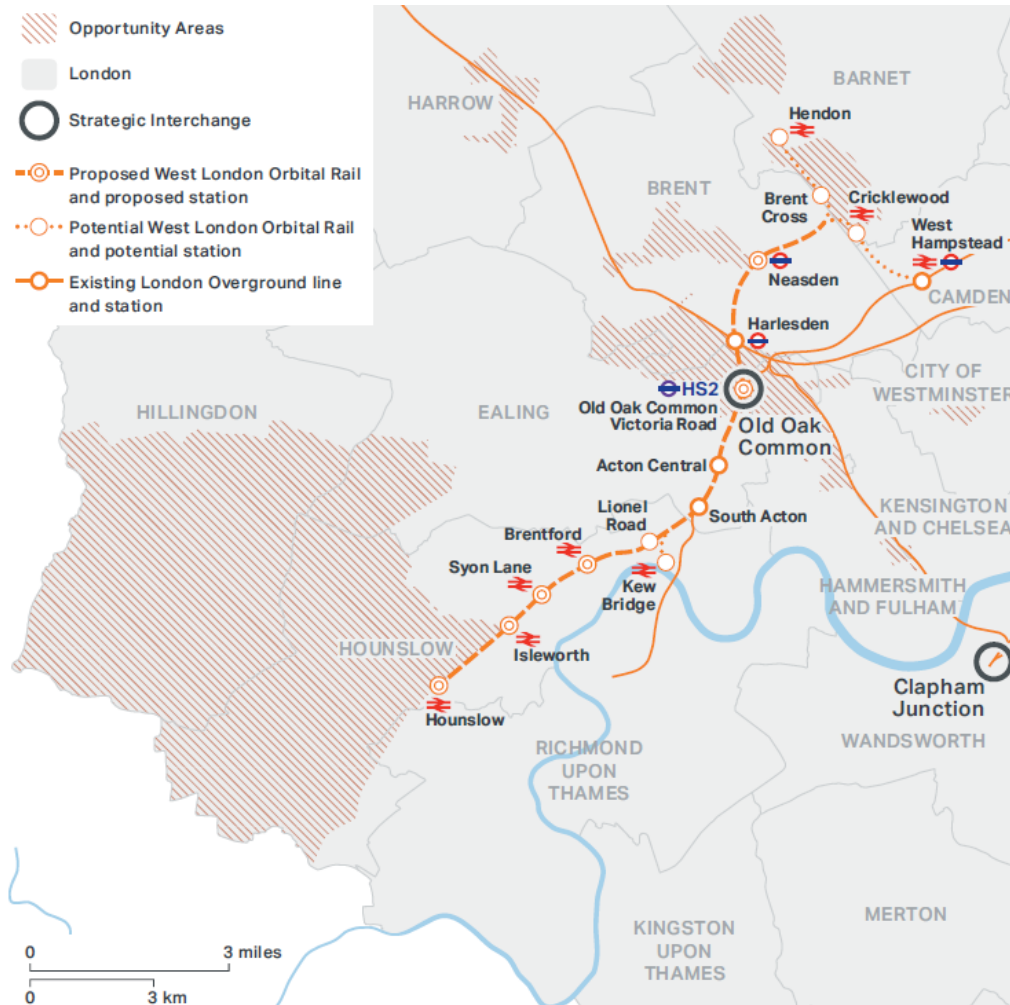 Opportunity Areas
London
Strategic Interchange
Proposed West London Orbital Rail
and proposed station
Potential West London Orbital Rail
and potential station
Existing London Overground line
and station
HARROW
BARNET
Hendon
BRENT
Brent
Cross
Cricklewood
West
Hampstead
Neasden
CAMDEN
Harlesden
CITY OF
WESTMINSTER
HS2
Old Oak Common
Victoria Road
Old Oak
Common
HILLINGDON
EALING
Acton Central
Lionel
Road
South Acton
KENSINGTON
AND CHELSEA
Brentford
Syon Lane
Kew
Bridge
HAMMERSMITH
AND FULHAM
HOUNSLOW
Isleworth
Hounslow
Clapham
Junction
WANDSWORTH
RICHMOND
UPON
THAMES
MERTON
KINGSTON
UPON
THAMES
0 3 miles
0 3 km